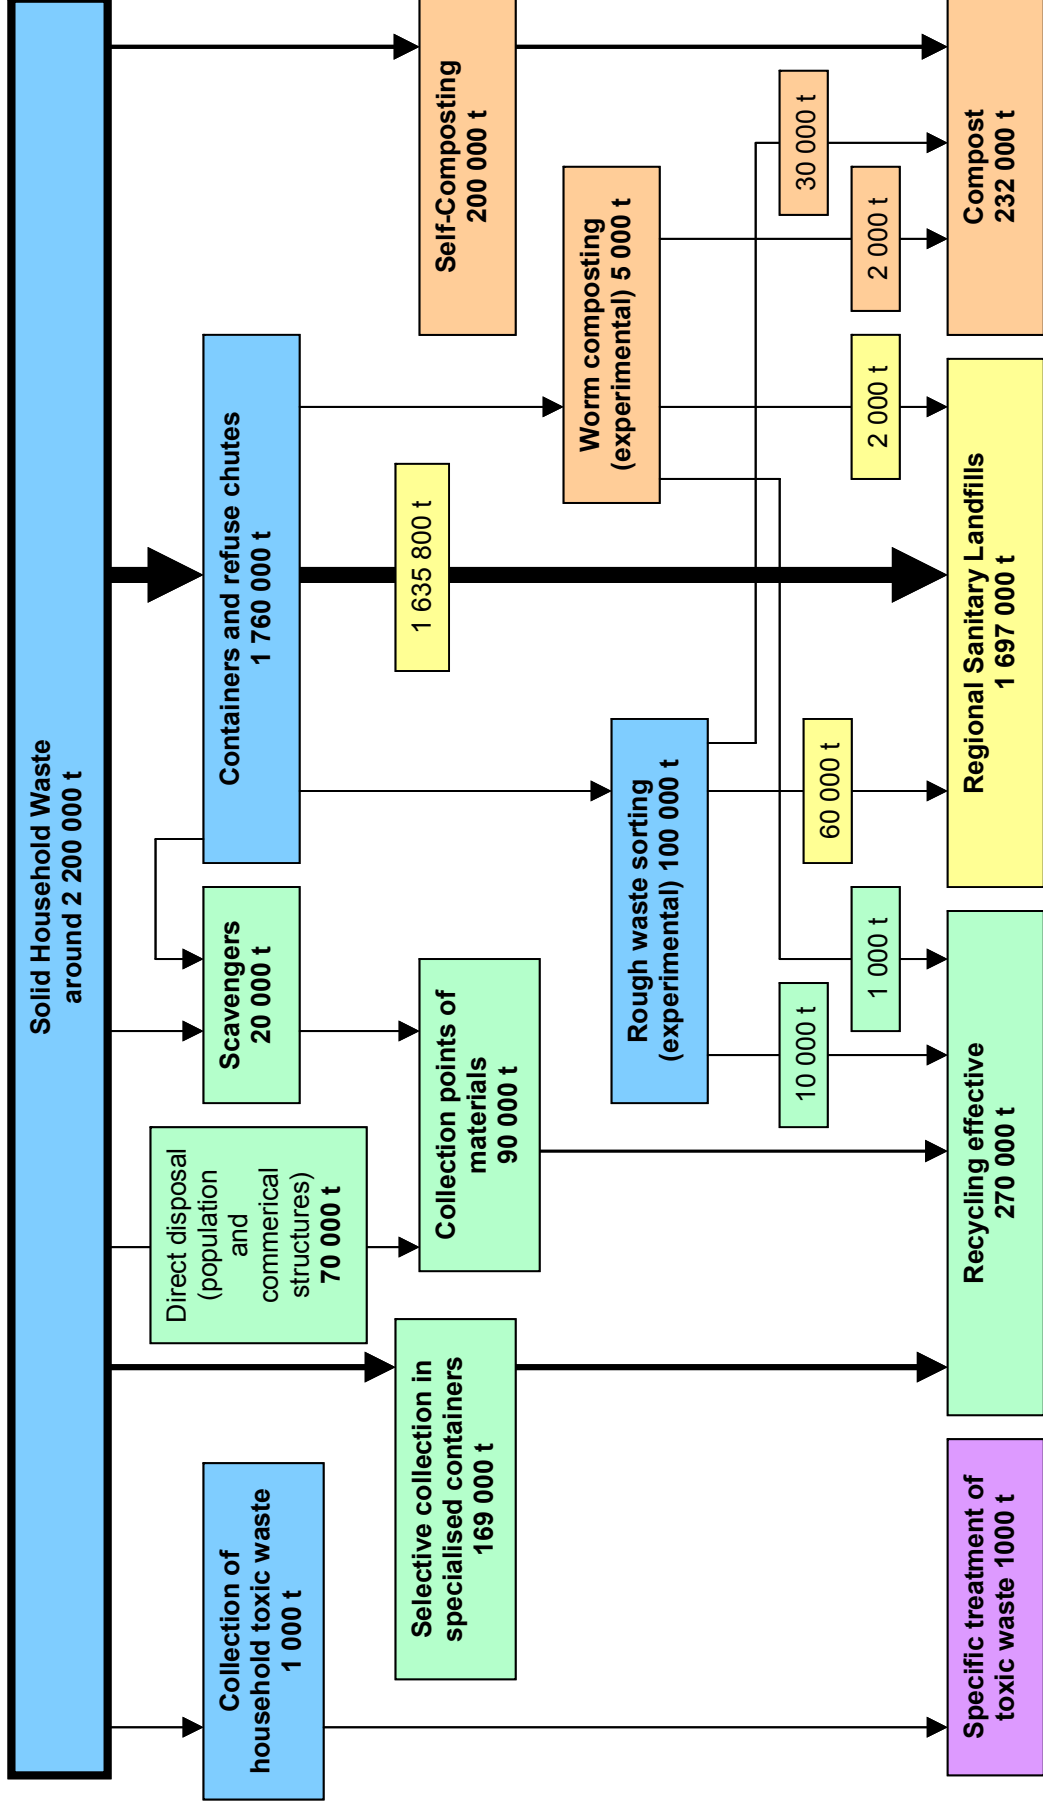 Solid Household Waste
around 2 200 000 t
Collection of
household toxic waste
1 000 t
Direct disposal
(population
and
commerical
structures)
70 000 t
Scavengers
20 000 t
Containers and refuse chutes
1 760 000 t
Selective collection in
specialised containers
169 000 t
Collection points of
materials
90 000 t
1 635 800 t
Self-Composting
200 000 t
Rough waste sorting
(experimental) 100 000 t
Worm composting
(experimental) 5 000 t
10 000 t
1 000 t
60 000 t
2 000 t
2 000 t
30 000 t
Specific treatment of
toxic waste 1000 t
Recycling effective
270 000 t
Regional Sanitary Landfills
1 697 000 t
Compost
232 000 t